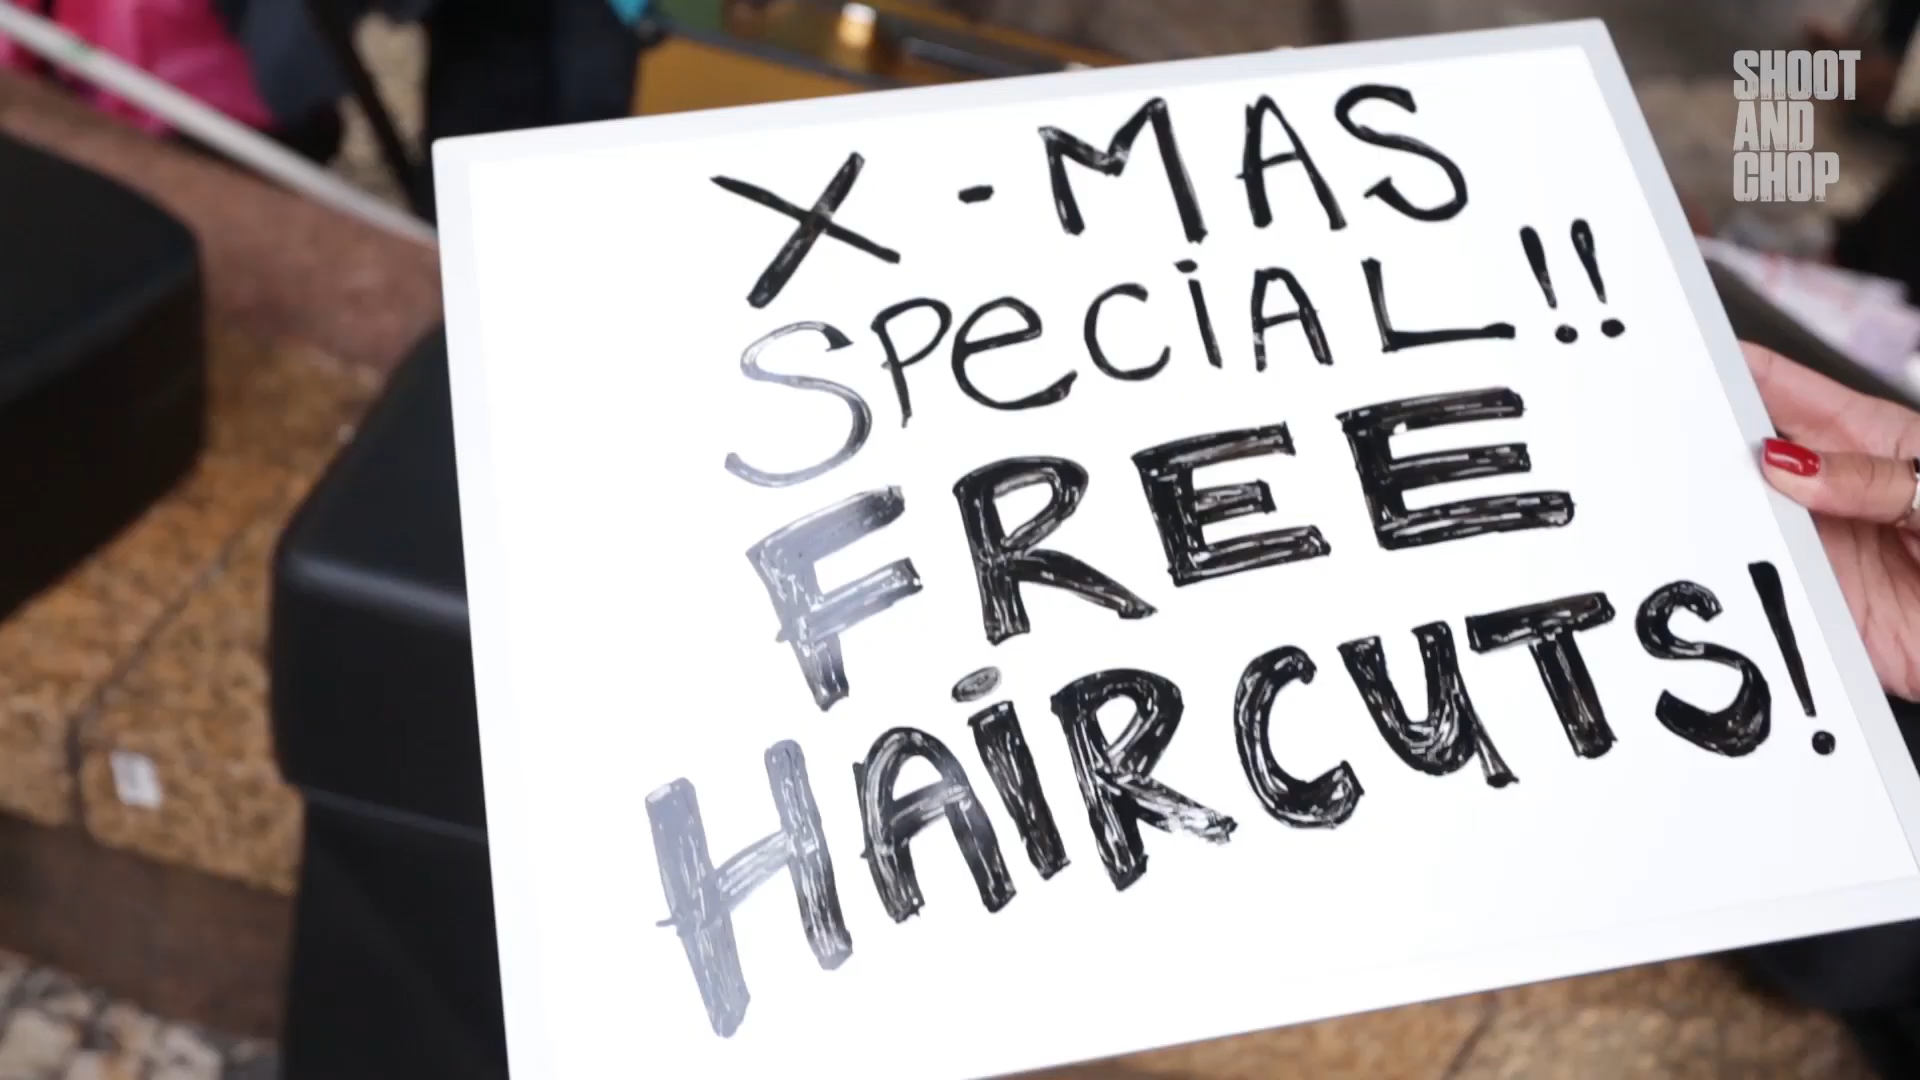 X-MAS
SPeCiAL!!
FREE
HAiRCUTS!
SHOOT
AND
CHOP